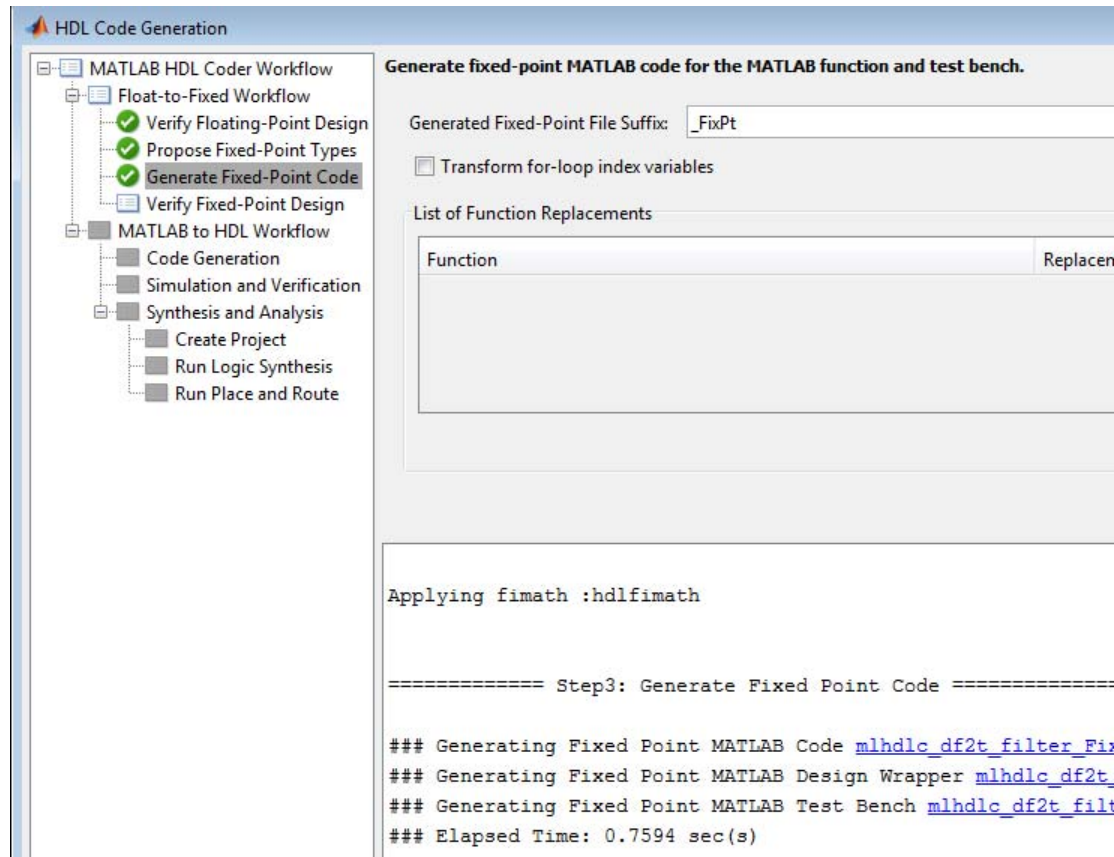 HDL Code Generation
MATLAB HDL Coder Workflow
Float-to-Fixed Workflow
Verify Floating-Point Design
Propose Fixed-Point Types
Generate Fixed-Point Code
Verify Fixed-Point Design
MATLAB to HDL Workflow
Code Generation
Simulation and Verification
Synthesis and Analysis
Create Project
Run Logic Synthesis
Run Place and Route
Generate fixed-point MATLAB code for the MATLAB function and test bench.
Generated Fixed-Point File Suffix: _FixPt
Transform for-loop index variables
List of Function Replacements
Function Replacem
Applying fimath :hdlfimath
============= Step3: Generate Fixed Point Code ==============
### Generating Fixed Point MATLAB Code mlhdlc_df2t_filter_Fix
### Generating Fixed Point MATLAB Design Wrapper mlhdlc_df2t_
### Generating Fixed Point MATLAB Test Bench mlhdlc_df2t_filt
### Elapsed Time: 0.7594 sec(s)